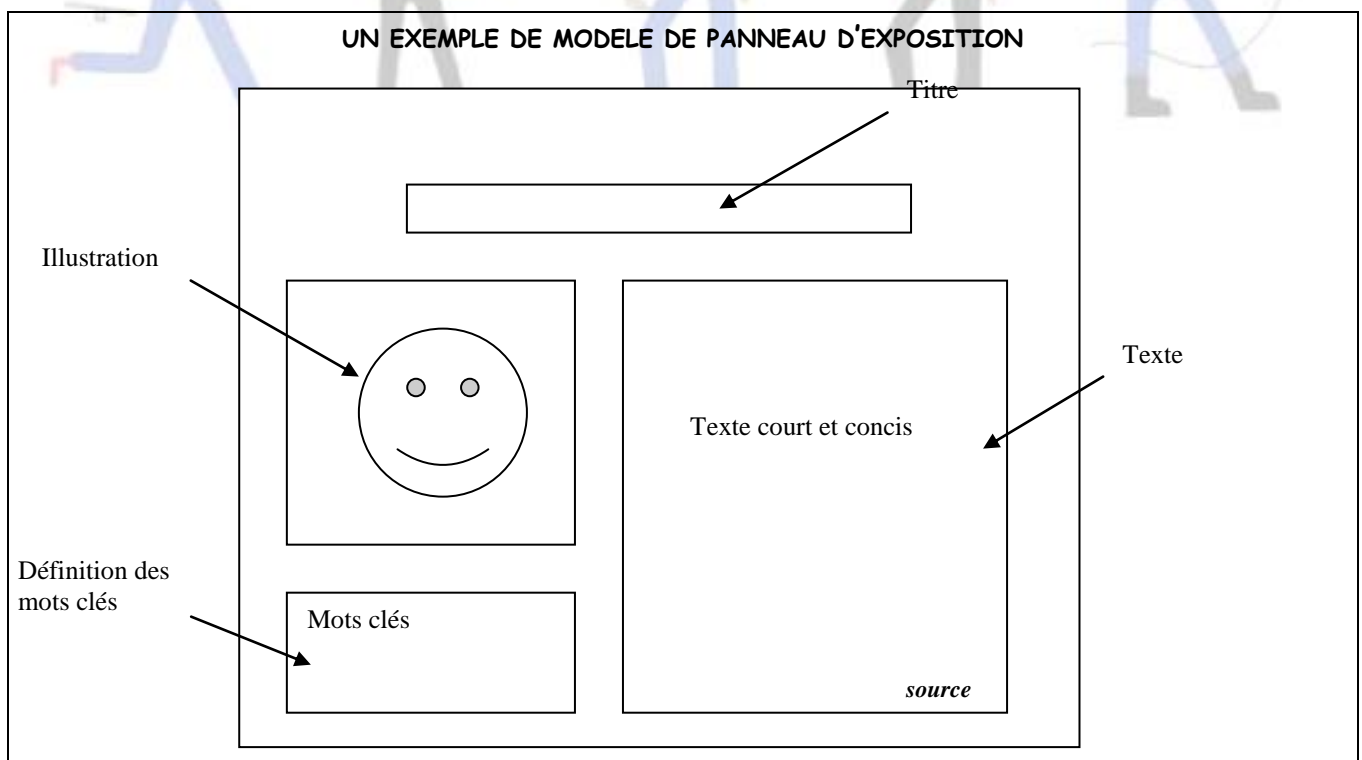 UN EXEMPLE DE MODELE DE PANNEAU D'EXPOSITION
Titre
Illustration
Texte
Texte court et concis
Définition des
mots clés
Mots clés
source